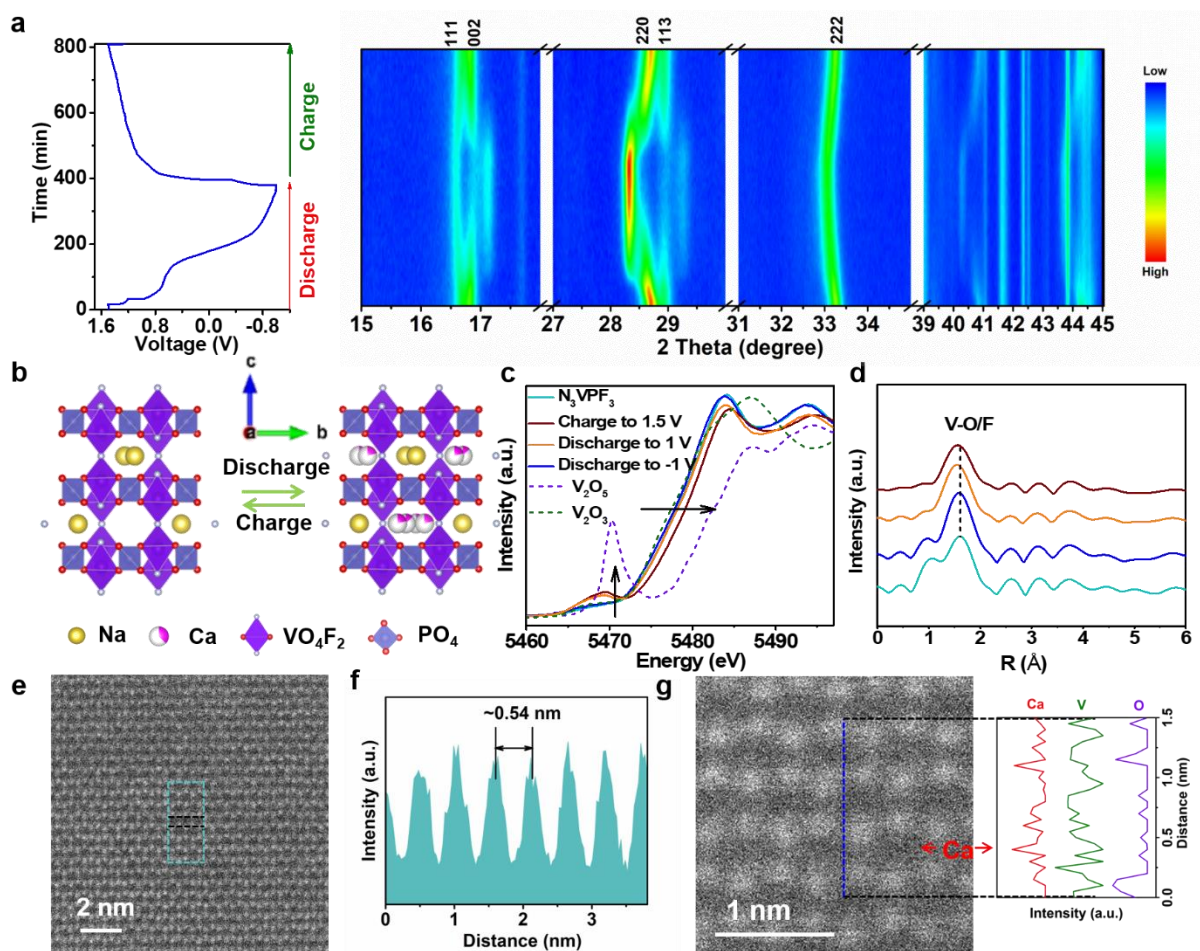 a
800
600
400
200
0
Time (min)
1.6 0.8 0.0 -0.8
Voltage (V)
Charge
Discharge
111
002
220
113
222
15 16 17 27 28 29 31 33 34 39 40 41 42 43 44 45
2 Theta (degree)
Low
High
b
c
a
b
Discharge
Charge
Na Ca VO₄F₂ PO₄
c
N₃VPF₃
Charge to 1.5 V
Discharge to 1 V
Discharge to -1 V
V₂O₅
V₂O₃
Intensity (a.u.)
5460 5470 5480 5490
Energy (eV)
d
V-O/F
Intensity (a.u.)
0 1 2 3 4 5 6
R (Å)
e
2 nm
f
~0.54 nm
Intensity (a.u.)
0 1 2 3
Distance (nm)
g
Ca
1 nm
Ca V O
1.5
1.0
0.5
0.0
Distance (nm)
Intensity (a.u.)